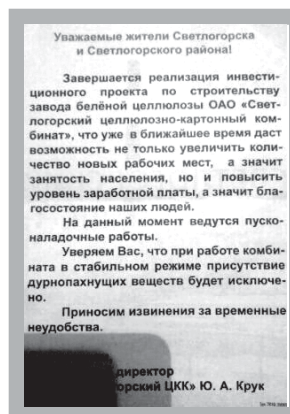 Уважаемые жители Светлогорска
и Светлогорского района!
Завершается реализация инвести-
ционного проекта по строительству
завода белёной целлюлозы ОАО «Свет-
логорский целлюлозно-картонный ком-
бинат», что уже в ближайшее время даст
возможность не только увеличить коли-
чество новых рабочих мест, а значит
занятость населения, но и повысить
уровень заработной платы, а значит бла-
госостояние наших людей.
На данный момент ведутся пуско-
наладочные работы.
Уверяем Вас, что при работе комби-
ната в стабильном режиме присутствие
дурнопахнущих веществ будет исключе-
но.
Приносим извинения за временные
неудобства.
директор
орский ЦКК» Ю. А. Крук